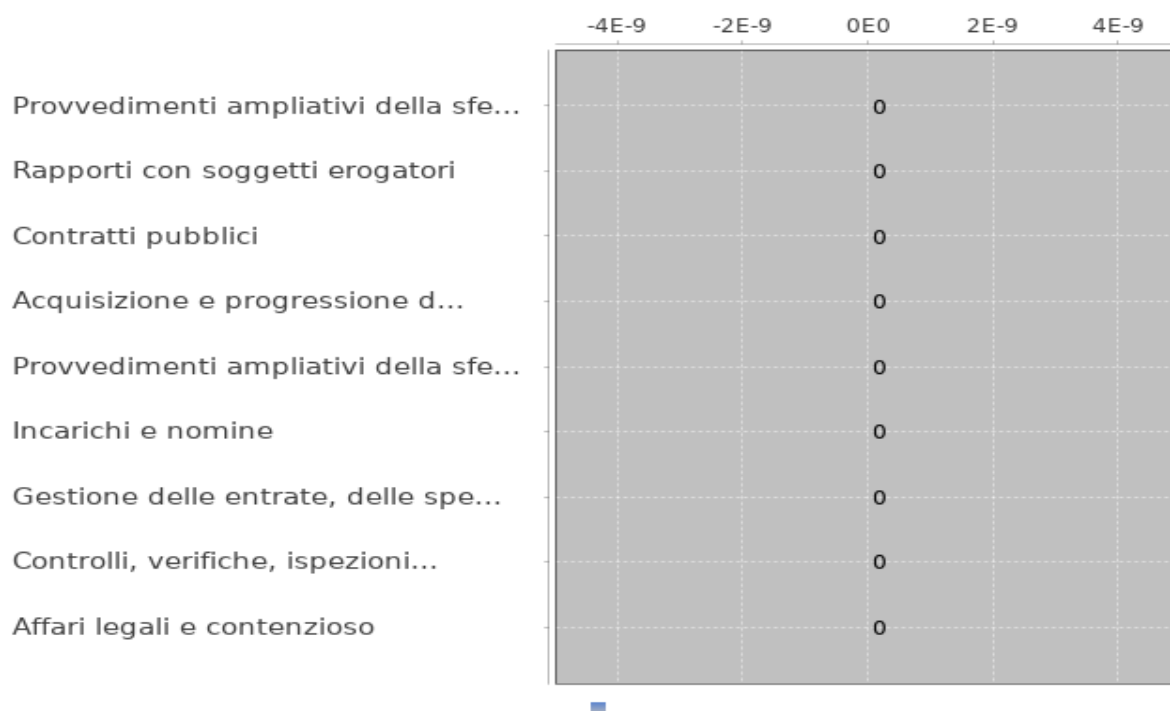 -4E-9 -2E-9 0E0 2E-9 4E-9
Provvedimenti ampliativi della sfe... 0
Rapporti con soggetti erogatori 0
Contratti pubblici 0
Acquisizione e progressione d... 0
Provvedimenti ampliativi della sfe... 0
Incarichi e nomine 0
Gestione delle entrate, delle spe... 0
Controlli, verifiche, ispezioni... 0
Affari legali e contenzioso 0